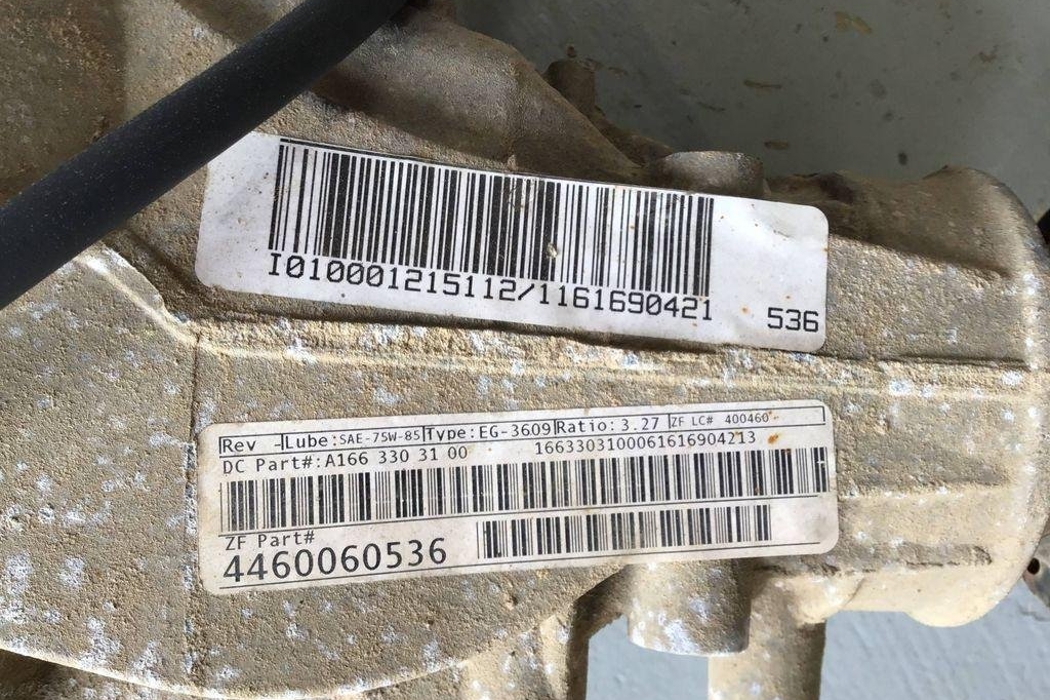 I010001215112/1161690421 536
Rev - Lube:SAE-75W-85 Type:EG-3609 Ratio: 3.27 ZF LC# 400460
DC Part#:A166 330 31 00 1663303100061616904213
ZF Part#
4460060536